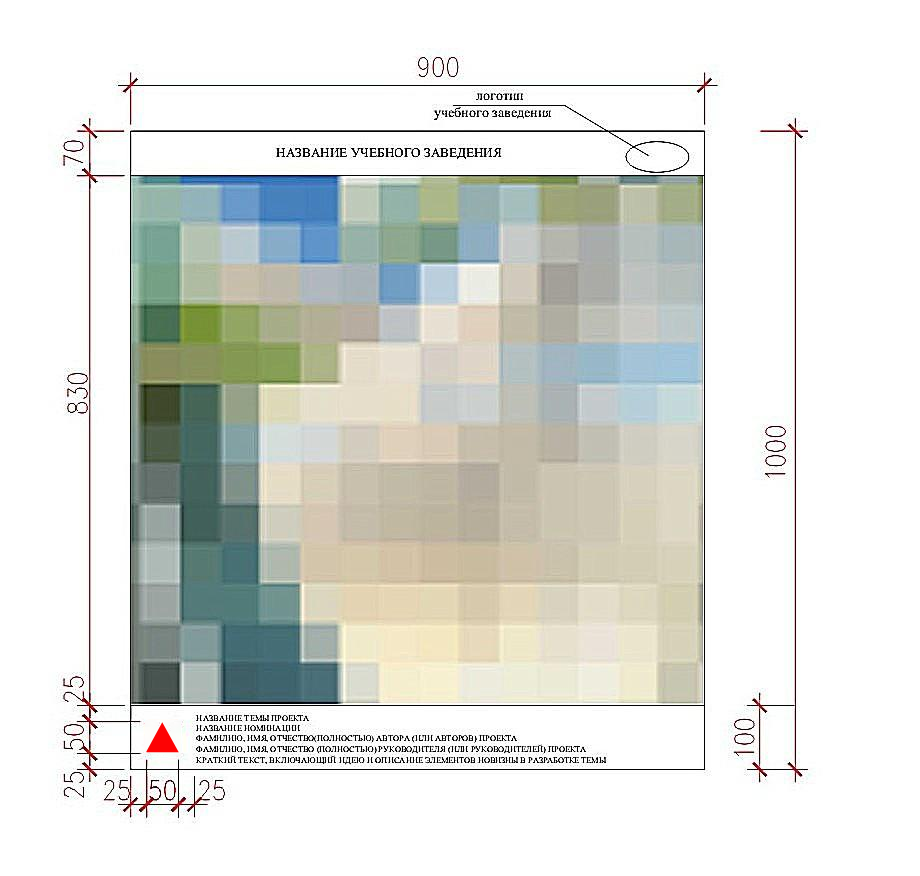 900
логотип
учебного заведения
70
НАЗВАНИЕ УЧЕБНОГО ЗАВЕДЕНИЯ
830
1000
25
НАЗВАНИЕ ТЕМЫ ПРОЕКТА
НАЗВАНИЕ НОМИНАЦИИ
50
ФАМИЛИЮ, ИМЯ, ОТЧЕСТВО(ПОЛНОСТЬЮ) АВТОРА (ИЛИ АВТОРОВ) ПРОЕКТА
100
ФАМИЛИЮ, ИМЯ, ОТЧЕСТВО (ПОЛНОСТЬЮ) РУКОВОДИТЕЛЯ (ИЛИ РУКОВОДИТЕЛЕЙ) ПРОЕКТА
КРАТКИЙ ТЕКСТ, ВКЛЮЧАЮЩИЙ ИДЕЮ И ОПИСАНИЕ ЭЛЕМЕНТОВ НОВИЗНЫ В РАЗРАБОТКЕ ТЕМЫ
25
25 50 25